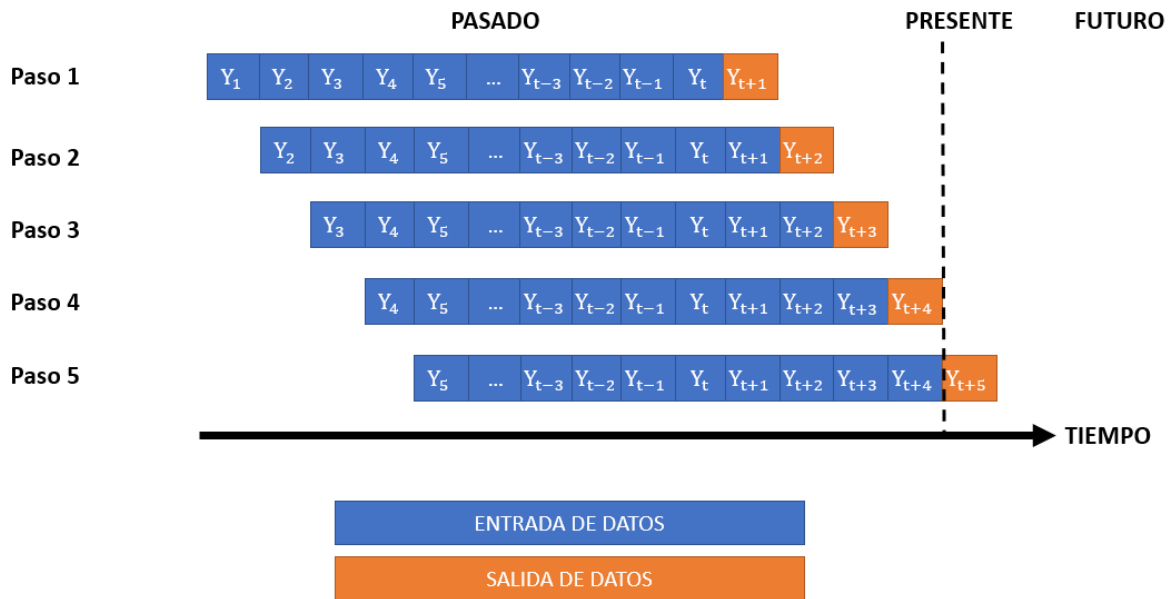 PASADO PRESENTE FUTURO
Paso 1 Y₁ Y₂ Y₃ Y₄ Y₅ ... Yₜ₋₃ Yₜ₋₂ Yₜ₋₁ Yₜ Yₜ₊₁
Paso 2 Y₂ Y₃ Y₄ Y₅ ... Yₜ₋₃ Yₜ₋₂ Yₜ₋₁ Yₜ Yₜ₊₁ Yₜ₊₂
Paso 3 Y₃ Y₄ Y₅ ... Yₜ₋₃ Yₜ₋₂ Yₜ₋₁ Yₜ Yₜ₊₁ Yₜ₊₂ Yₜ₊₃
Paso 4 Y₄ Y₅ ... Yₜ₋₃ Yₜ₋₂ Yₜ₋₁ Yₜ Yₜ₊₁ Yₜ₊₂ Yₜ₊₃ Yₜ₊₄
Paso 5 Y₅ ... Yₜ₋₃ Yₜ₋₂ Yₜ₋₁ Yₜ Yₜ₊₁ Yₜ₊₂ Yₜ₊₃ Yₜ₊₄ Yₜ₊₅
TIEMPO
ENTRADA DE DATOS
SALIDA DE DATOS